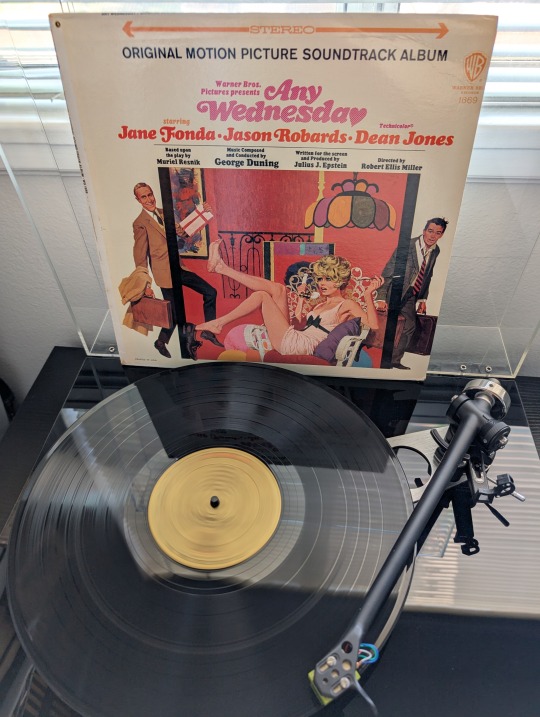 STEREO
ORIGINAL MOTION PICTURE SOUNDTRACK ALBUM
WB
1669
Warner Bros.
Pictures presents
Any
Wednesday
Technicolor®
starring
Jane Fonda • Jason Robards • Dean Jones
Based upon
the play by
Muriel Resnik
Music Composed
and Conducted by
George Duning
Written for the screen
and Produced by
Julius J. Epstein
Directed by
Robert Ellis Miller